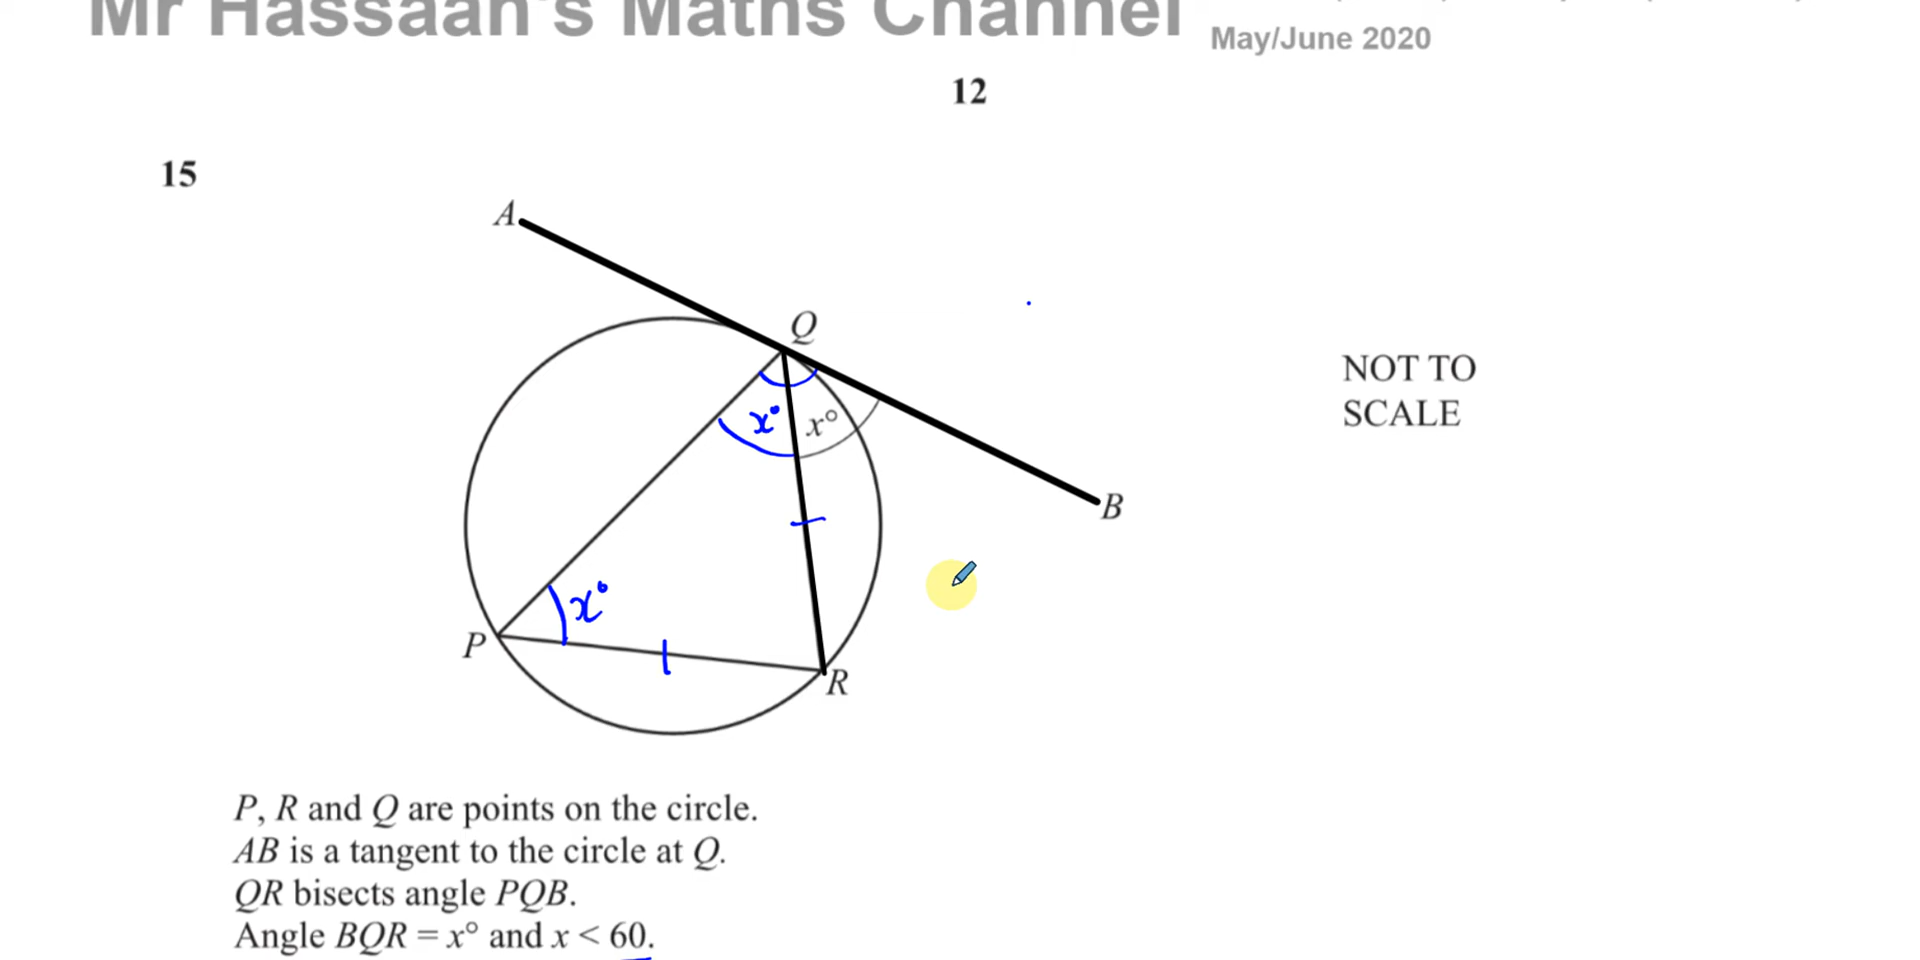 Mr Hassaan's Maths Channel
May/June 2020
12
15
A
Q
NOT TO
SCALE
x° x°
B
x°
P
R
P, R and Q are points on the circle.
AB is a tangent to the circle at Q.
QR bisects angle PQB.
Angle BQR = x° and x < 60.